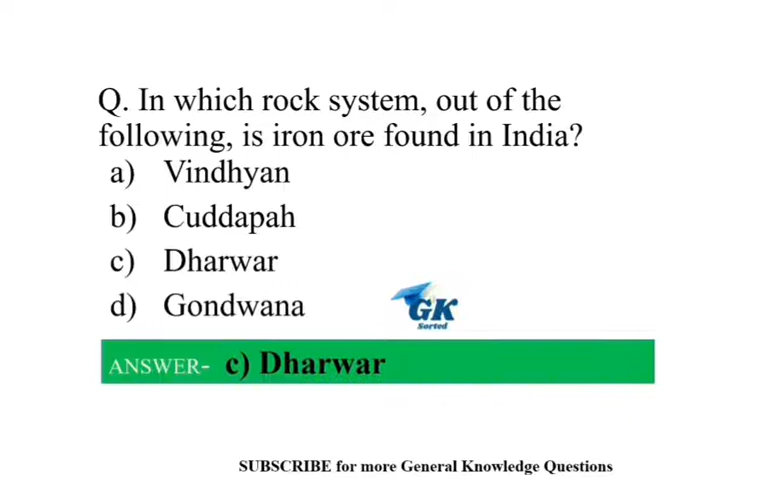 Q. In which rock system, out of the
following, is iron ore found in India?
a) Vindhyan
b) Cuddapah
c) Dharwar
d) Gondwana
GK
Sorted
ANSWER- c) Dharwar
SUBSCRIBE for more General Knowledge Questions